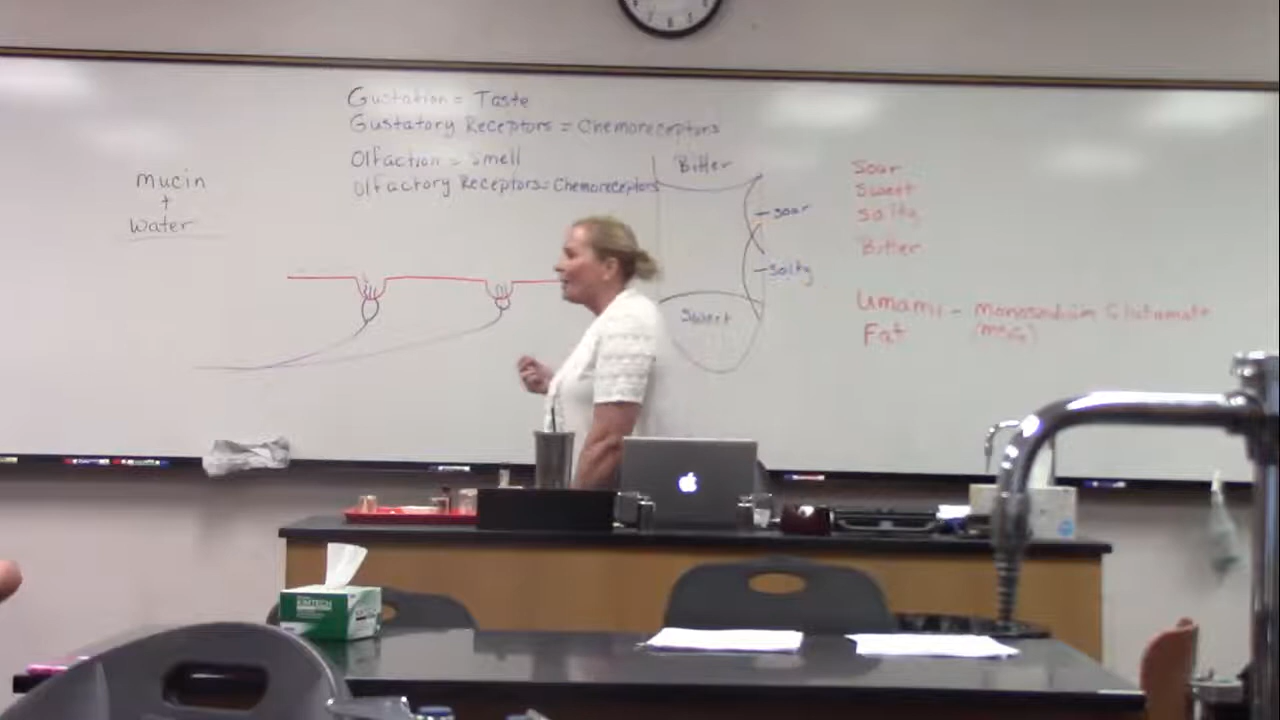 Gustation = Taste
Gustatory Receptors = Chemoreceptors
Olfaction = Smell
Olfactory Receptors = Chemoreceptors
mucin
+
Water
Bitter
sour
salty
Sweet
Sour
Sweet
Salty
Bitter
Umami - Monosodium Glutamate
(MSG)
Fat
KIMTECH